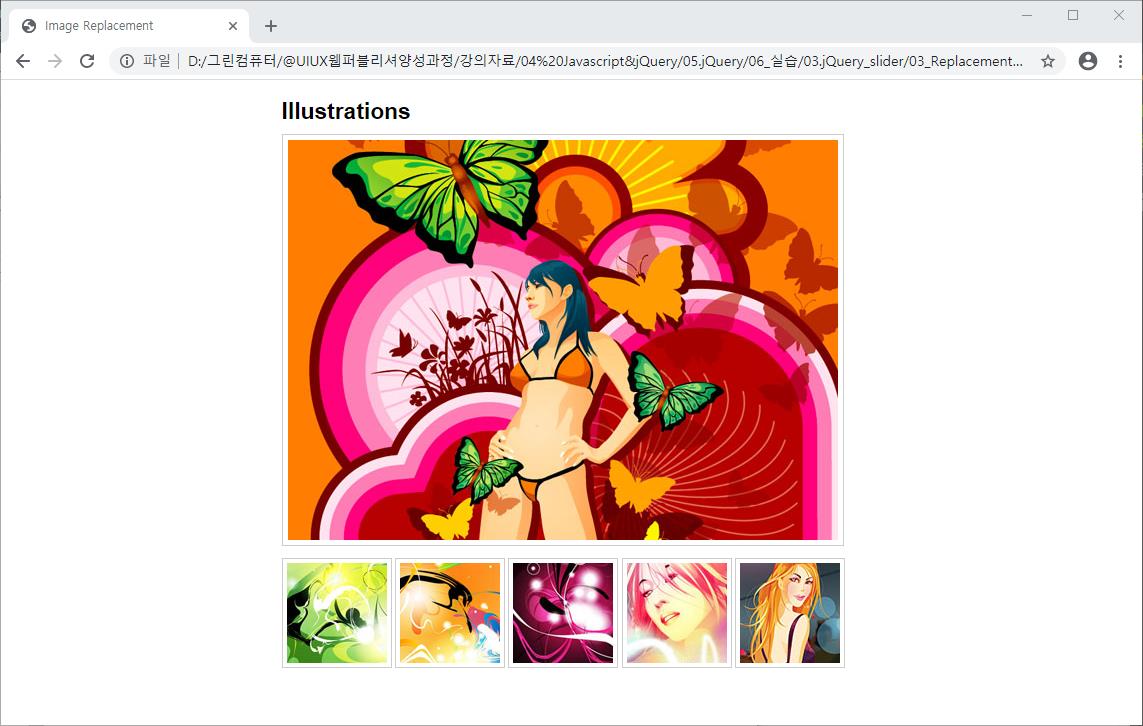 Image Replacement
파일 | D:/그린컴퓨터/@UIUX웹퍼블리셔양성과정/강의자료/04%20Javascript&jQuery/05.jQuery/06_실습/03.jQuery_slider/03_Replacement...
Illustrations